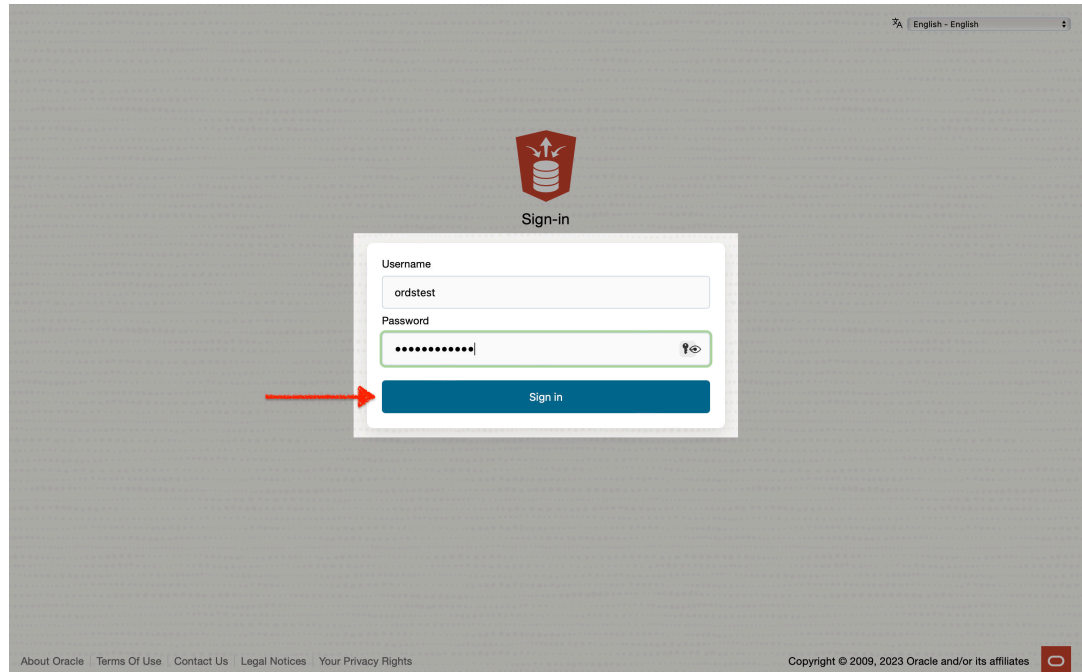 English - English
Sign-in
Username
ordstest
Password
••••••••••••
Sign in
About Oracle Terms Of Use Contact Us Legal Notices Your Privacy Rights Copyright © 2009, 2023 Oracle and/or its affiliates